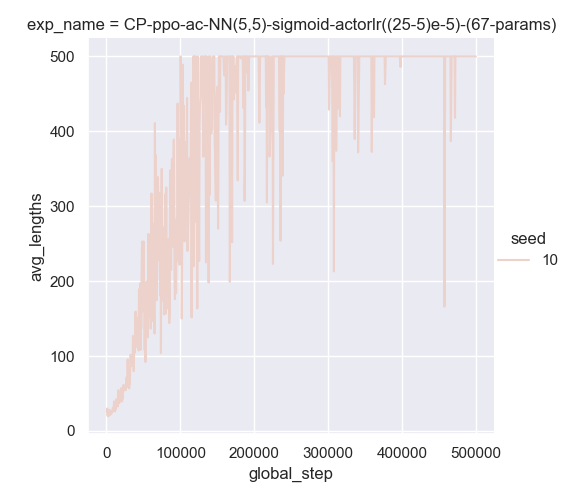 exp_name = CP-ppo-ac-NN(5,5)-sigmoid-actorlr((25-5)e-5)-(67-params)
500
400
300
200
100
0
avg_lengths
0 100000 200000 300000 400000 500000
global_step
seed
10